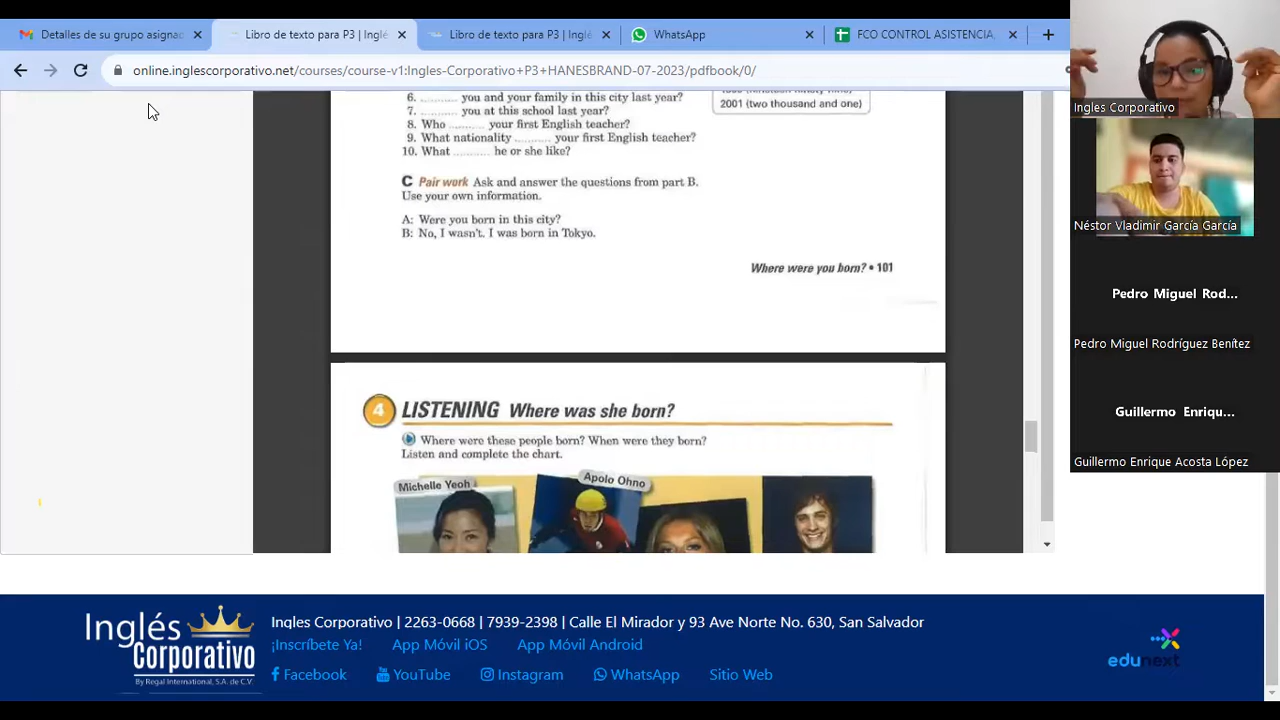 Detalles de su grupo asignad
Libro de texto para P3 | Inglé
Libro de texto para P3 | Inglé
WhatsApp
FCO CONTROL ASISTENCIA,
online.inglescorporativo.net/courses/course-v1:Ingles-Corporativo+P3+HANESBRAND-07-2023/pdfbook/0/
6. .......... you and your family in this city last year?
7. .......... you at this school last year?
8. Who .......... your first English teacher?
9. What nationality .......... your first English teacher?
10. What .......... he or she like?
2001 (two thousand and one)
C Pair work Ask and answer the questions from part B.
Use your own information.
A: Were you born in this city?
B: No, I wasn't. I was born in Tokyo.
Where were you born? • 101
4 LISTENING Where was she born?
Where were these people born? When were they born?
Listen and complete the chart.
Michelle Yeoh
Apolo Ohno
Ingles Corporativo
Néstor Vladimir García García
Pedro Miguel Rod...
Pedro Miguel Rodríguez Benítez
Guillermo Enriqu...
Guillermo Enrique Acosta López
Inglés
Corporativo
By Regal International, S.A. de C.V.
Ingles Corporativo | 2263-0668 | 7939-2398 | Calle El Mirador y 93 Ave Norte No. 630, San Salvador
¡Inscríbete Ya! App Móvil iOS App Móvil Android
Facebook YouTube Instagram WhatsApp Sitio Web
edunext